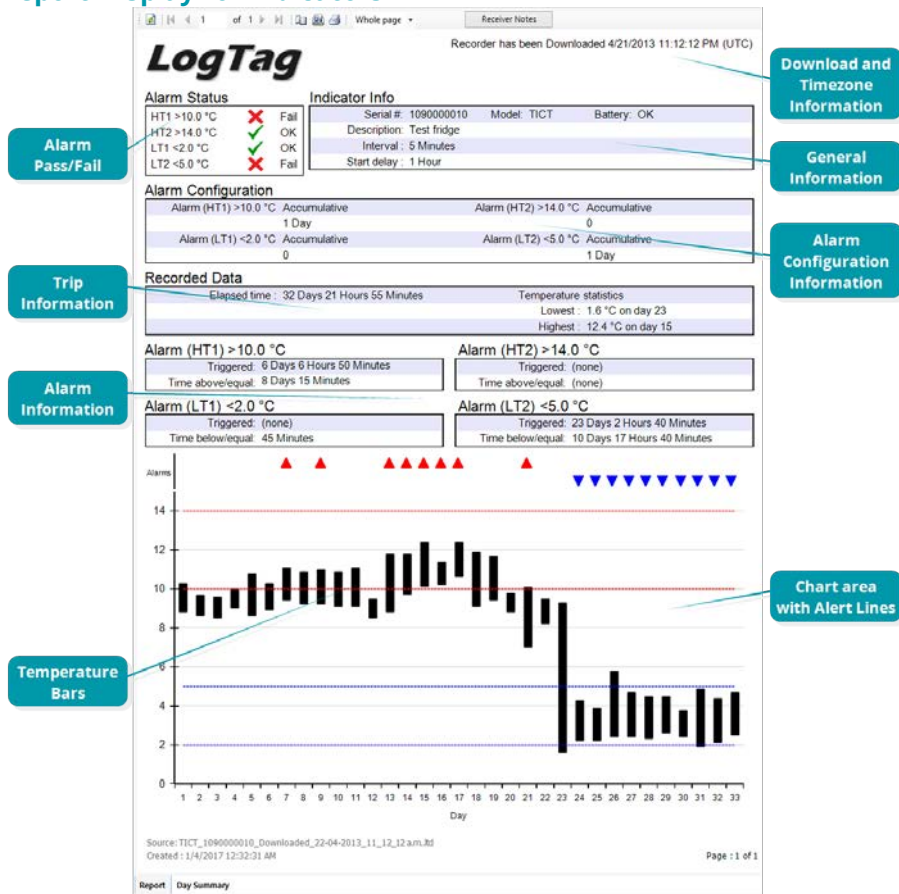 1 of 1 Whole page Receiver Notes
Recorder has been Downloaded 4/21/2013 11:12:12 PM (UTC)
LogTag
Download and
Timezone
Information
Alarm Status
HT1 >10.0 °C Fail
HT2 >14.0 °C OK
LT1 <2.0 °C OK
LT2 <5.0 °C Fail
Indicator Info
Serial #: 1090000010 Model: TICT Battery: OK
Description: Test fridge
Interval : 5 Minutes
Start delay : 1 Hour
Alarm
Pass/Fail
General
Information
Alarm Configuration
Alarm (HT1) >10.0 °C Accumulative Alarm (HT2) >14.0 °C Accumulative
1 Day 0
Alarm (LT1) <2.0 °C Accumulative Alarm (LT2) <5.0 °C Accumulative
0 1 Day
Alarm
Configuration
Information
Recorded Data
Elapsed time : 32 Days 21 Hours 55 Minutes Temperature statistics
Lowest : 1.6 °C on day 23
Highest : 12.4 °C on day 15
Trip
Information
Alarm (HT1) >10.0 °C
Triggered: 6 Days 6 Hours 50 Minutes
Time above/equal: 8 Days 15 Minutes
Alarm (HT2) >14.0 °C
Triggered: (none)
Time above/equal: (none)
Alarm
Information
Alarm (LT1) <2.0 °C
Triggered: (none)
Time below/equal: 45 Minutes
Alarm (LT2) <5.0 °C
Triggered: 23 Days 2 Hours 40 Minutes
Time below/equal: 10 Days 17 Hours 40 Minutes
Alarms
14
12
10
8
6
4
2
0
Chart area
with Alert Lines
Temperature
Bars
1 2 3 4 5 6 7 8 9 10 11 12 13 14 15 16 17 18 19 20 21 22 23 24 25 26 27 28 29 30 31 32 33
Day
Source: TICT_1090000010_Downloaded_22-04-2013_11_12_12 a.m..ltd
Created : 1/4/2017 12:32:31 AM
Page : 1 of 1
Report Day Summary